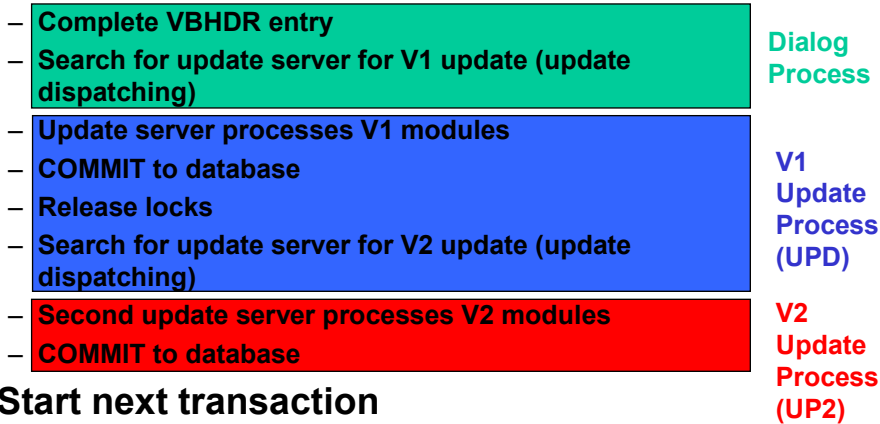 – Complete VBHDR entry
– Search for update server for V1 update (update
dispatching)
Dialog
Process
– Update server processes V1 modules
– COMMIT to database
– Release locks
– Search for update server for V2 update (update
dispatching)
V1
Update
Process
(UPD)
– Second update server processes V2 modules
– COMMIT to database
V2
Update
Process
(UP2)
Start next transaction